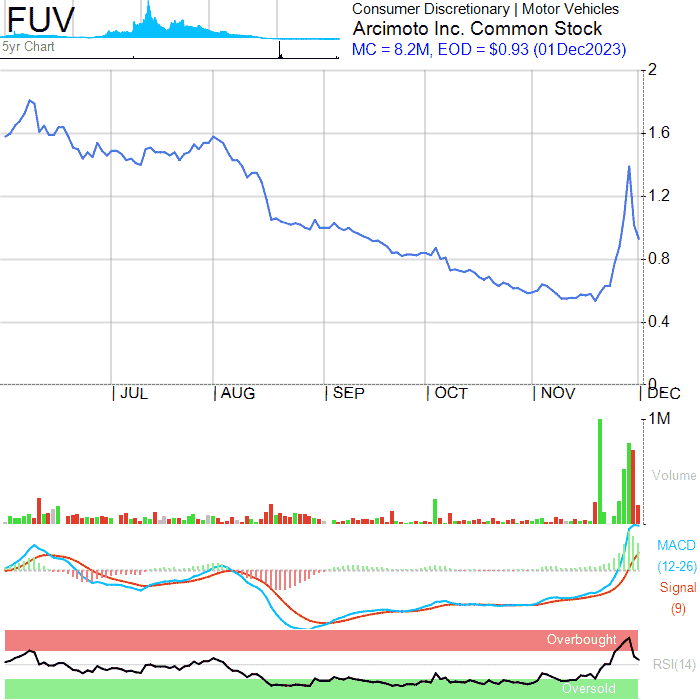 FUV
5yr Chart
Consumer Discretionary | Motor Vehicles
Arcimoto Inc. Common Stock
MC = 8.2M, EOD = $0.93 (01Dec2023)
2
1.6
1.2
0.8
0.4
0
| JUL | AUG | SEP | OCT | NOV | DEC
1M
Volume
MACD
(12-26)
Signal
(9)
Overbought
RSI(14)
Oversold